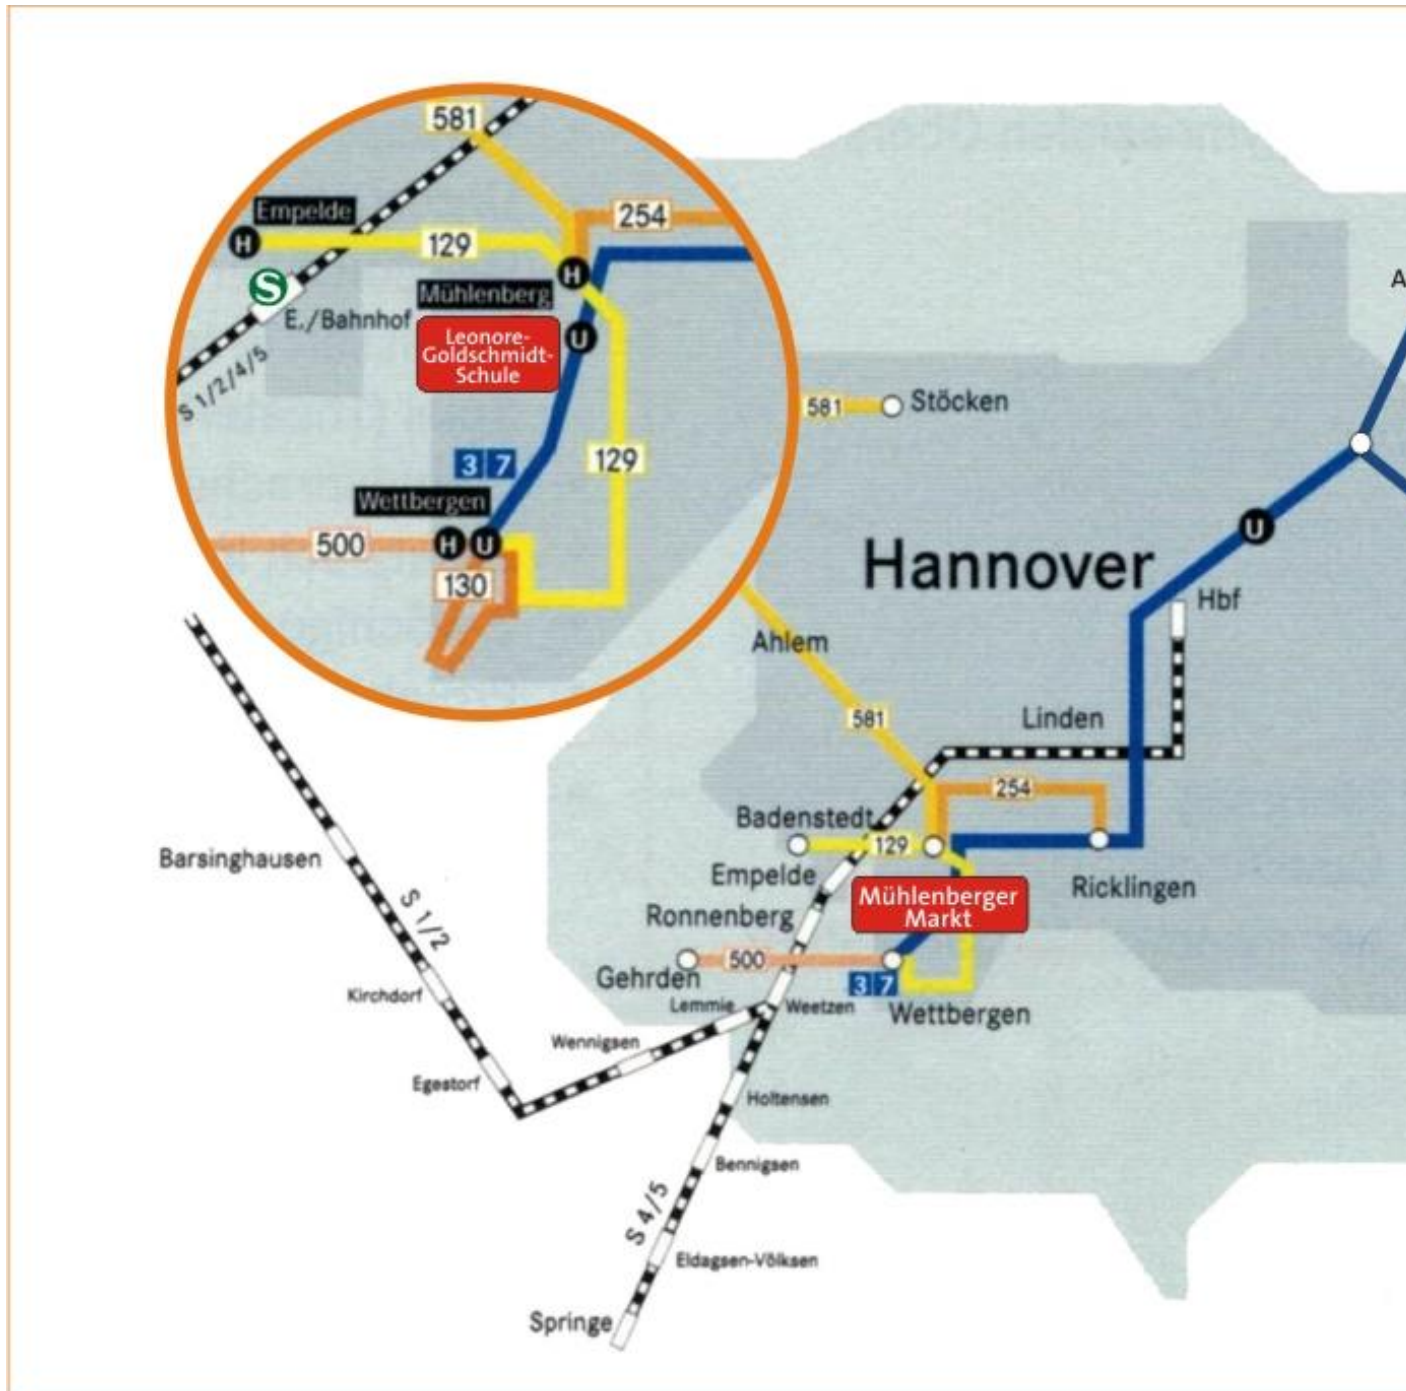 581
Empelde
H
129
254
H
S
Mühlenberg
E./Bahnhof
Leonore-
Goldschmidt-
Schule
U
S 1/2/4/5
3 7
129
Wettbergen
500
H U
130
581
Stöcken
A
U
Hannover
Hbf
Ahlem
581
Linden
254
Badenstedt
129
Empelde
Mühlenberger
Markt
Ricklingen
Ronnenberg
Barsinghausen
S 1/2
500
Gehrden
3 7
Kirchdorf
Lemmie
Weetzen
Wettbergen
Wennigsen
Egestorf
Holtensen
Bennigsen
S 4/5
Eldagsen-Völksen
Springe